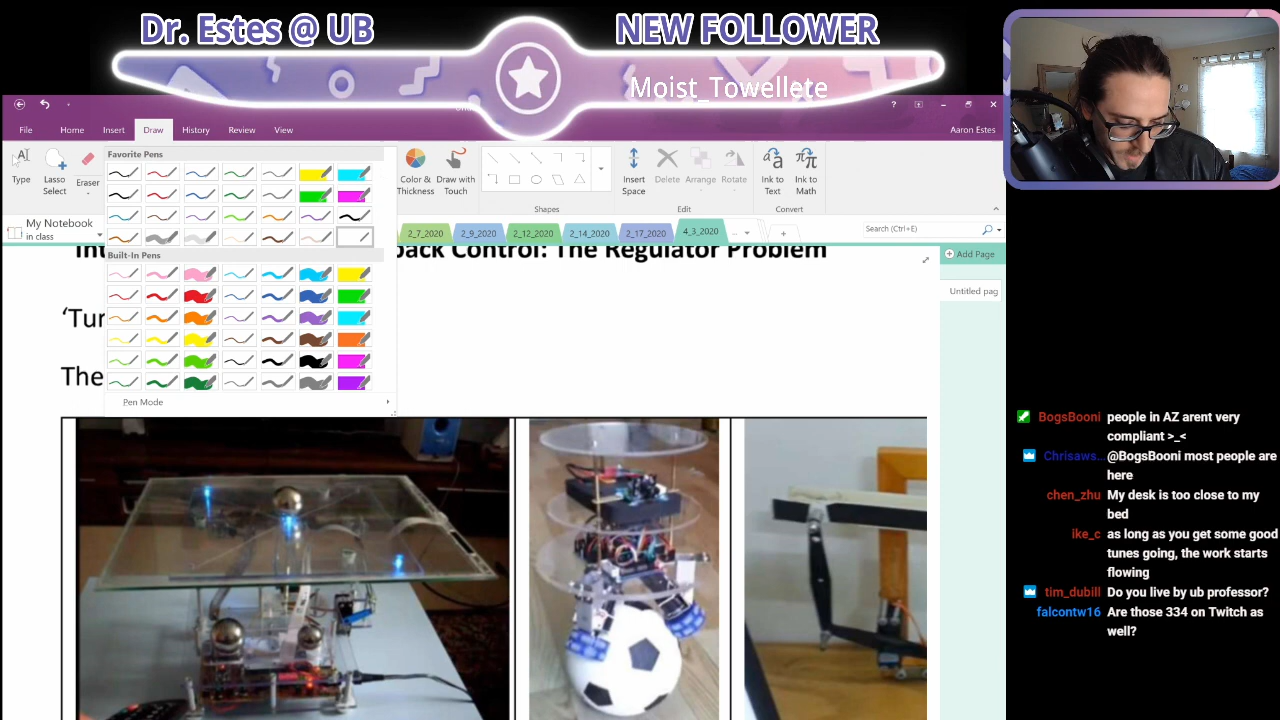 Dr. Estes @ UB
NEW FOLLOWER
Moist_Towellete
File Home Insert Draw History Review View
Aaron Estes
Type
Lasso Select
Eraser
Favorite Pens
Built-In Pens
Pen Mode
Color & Thickness
Draw with Touch
Shapes
Insert Space
Delete
Arrange
Rotate
Edit
Ink to Text
Ink to Math
Convert
My Notebook
in class
2_7_2020 2_9_2020 2_12_2020 2_14_2020 2_17_2020 4_3_2020
Search (Ctrl+E)
Add Page
Untitled pag
back Control: The Regulator Problem
‘Tur
The
BogsBooni people in AZ arent very
compliant >_<
Chrisaws... @BogsBooni most people are
here
chen_zhu My desk is too close to my
bed
ike_c as long as you get some good
tunes going, the work starts
flowing
tim_dubill Do you live by ub professor?
falcontw16 Are those 334 on Twitch as
well?